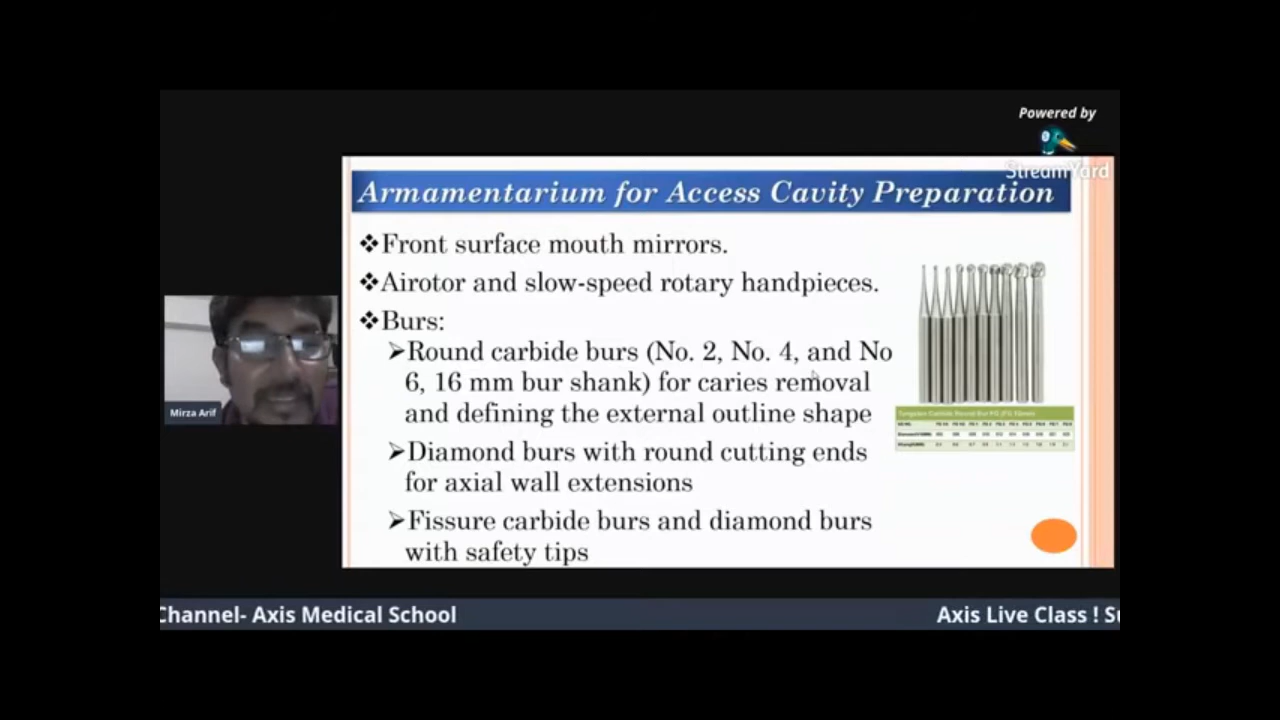 Powered by
StreamYard
Armamentarium for Access Cavity Preparation
❖Front surface mouth mirrors.
❖Airotor and slow-speed rotary handpieces.
❖Burs:
➢Round carbide burs (No. 2, No. 4, and No
6, 16 mm bur shank) for caries removal
and defining the external outline shape
➢Diamond burs with round cutting ends
for axial wall extensions
➢Fissure carbide burs and diamond burs
with safety tips
Mirza Arif
Channel- Axis Medical School
Axis Live Class ! Su